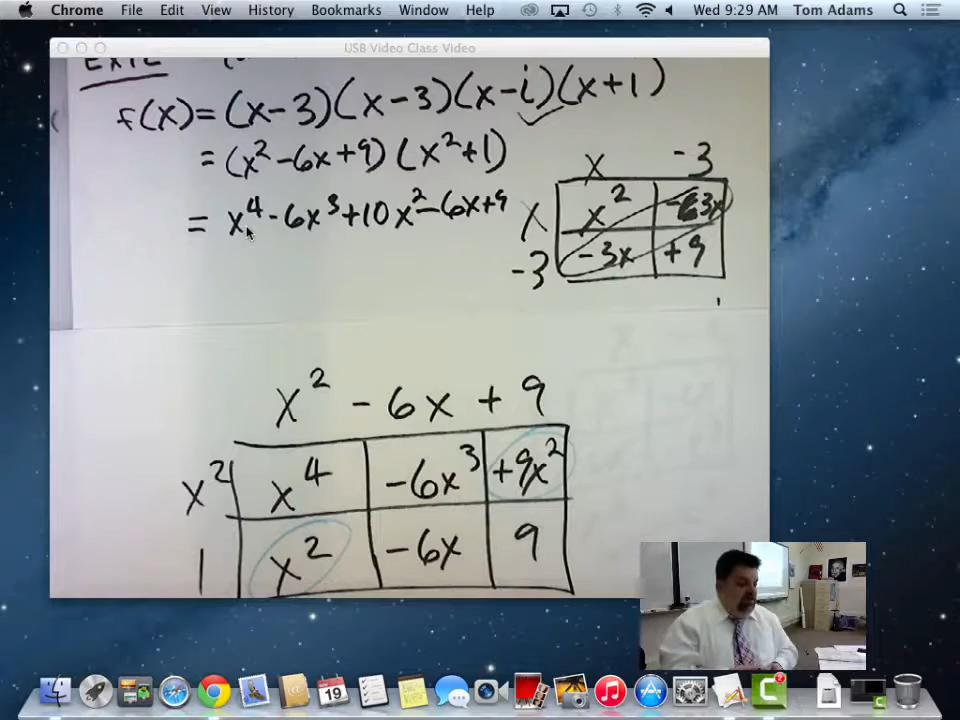 Chrome File Edit View History Bookmarks Window Help Wed 9:29 AM Tom Adams
USB Video Class Video
f(x)= (x-3)(x-3)(x-i)(x+1)
= (x²-6x+9)(x²+1)
= x⁴-6x³+10x²-6x+9
x -3
x x² 3x
-3 -3x +9
x² - 6x + 9
x² x⁴ -6x³ +9x²
1 x² -6x 9
19